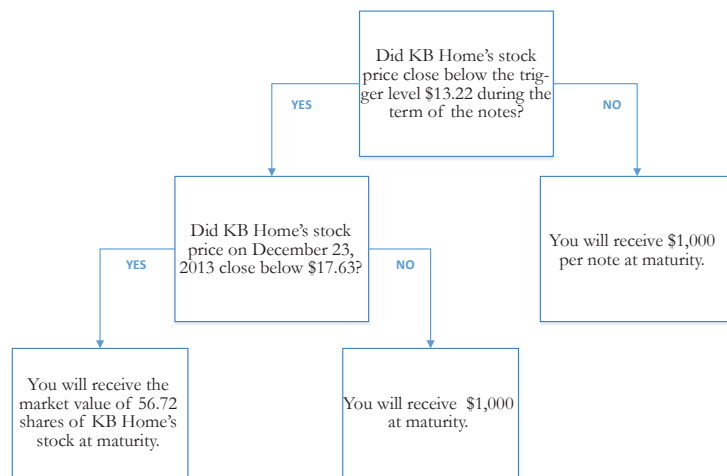 Did KB Home's stock
price close below the trig-
ger level $13.22 during the
term of the notes?
YES
NO
Did KB Home's stock
price on December 23,
2013 close below $17.63?
You will receive $1,000
per note at maturity.
YES
NO
You will receive the
market value of 56.72
shares of KB Home's
stock at maturity.
You will receive  $1,000
at maturity.